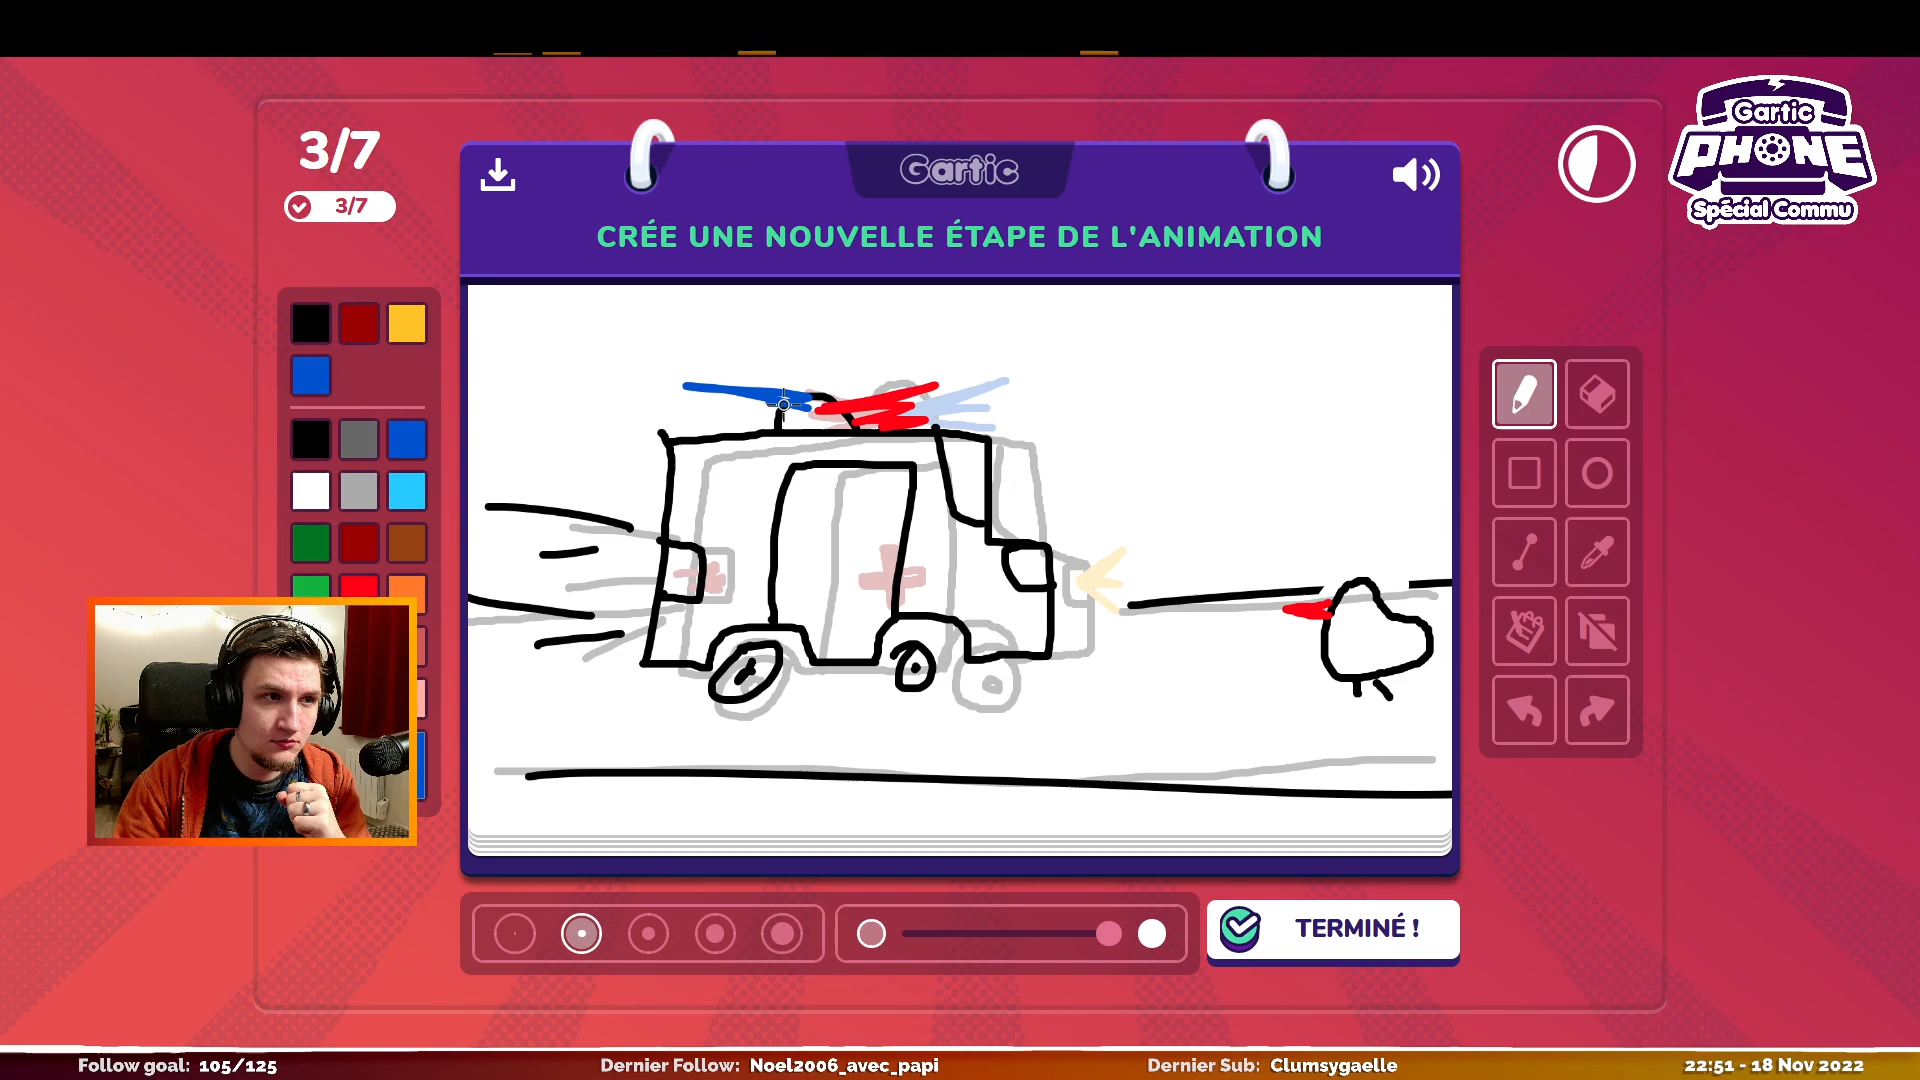 3/7
3/7
Gartic
CRÉE UNE NOUVELLE ÉTAPE DE L'ANIMATION
Gartic
PHONE
Spécial Commu
TERMINÉ !
Follow goal: 105/125
Dernier Follow: Noel2006_avec_papi
Dernier Sub: Clumsygaelle
22:51 - 18 Nov 2022